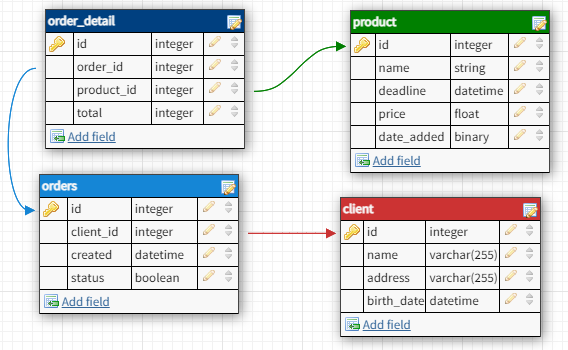 order_detail
id integer
order_id integer
product_id integer
total integer
Add field
product
id integer
name string
deadline datetime
price float
date_added binary
Add field
orders
id integer
client_id integer
created datetime
status boolean
Add field
client
id integer
name varchar(255)
address varchar(255)
birth_date datetime
Add field